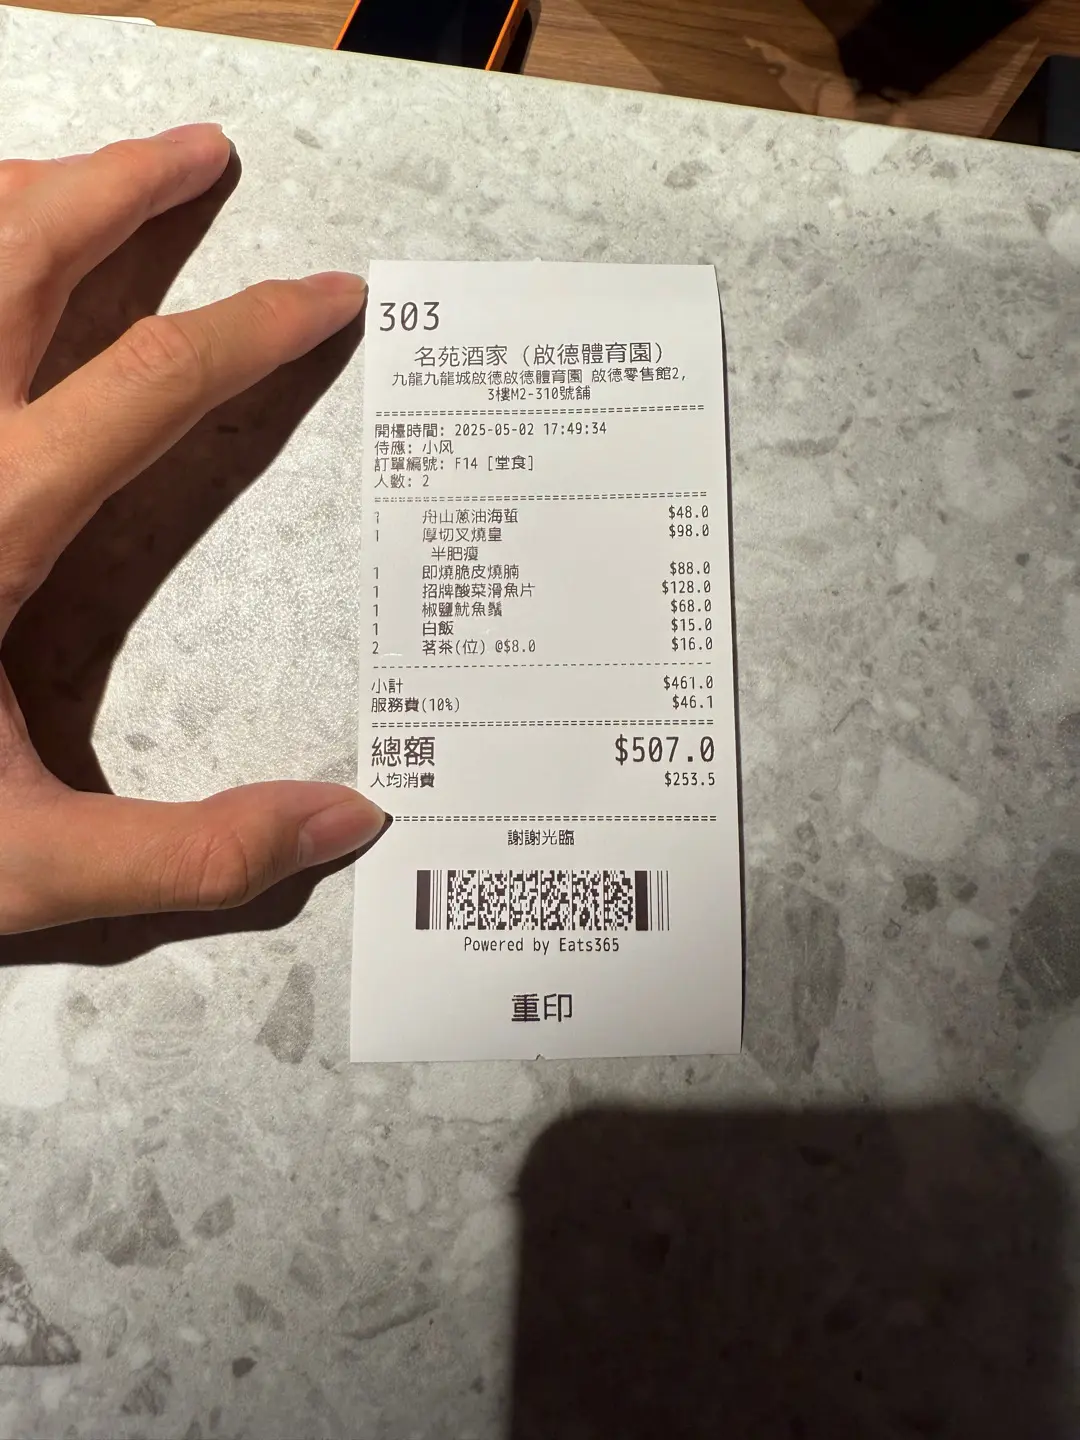 303
名苑酒家 (啟德體育園)
九龍九龍城啟德啟德體育園 啟德零售館2,
3樓M2-310號舖
開檯時間: 2025-05-02 17:49:34
侍應: 小风
訂單編號: F14 [堂食]
人數: 2
1 舟山蔥油海蜇 $48.0
1 厚切叉燒皇 $98.0
半肥瘦
1 即燒脆皮燒腩 $88.0
1 招牌酸菜滑魚片 $128.0
1 椒鹽魷魚鬚 $68.0
1 白飯 $15.0
2 茗茶(位) @$8.0 $16.0
小計 $461.0
服務費(10%) $46.1
總額 $507.0
人均消費 $253.5
謝謝光臨
Powered by Eats365
重印